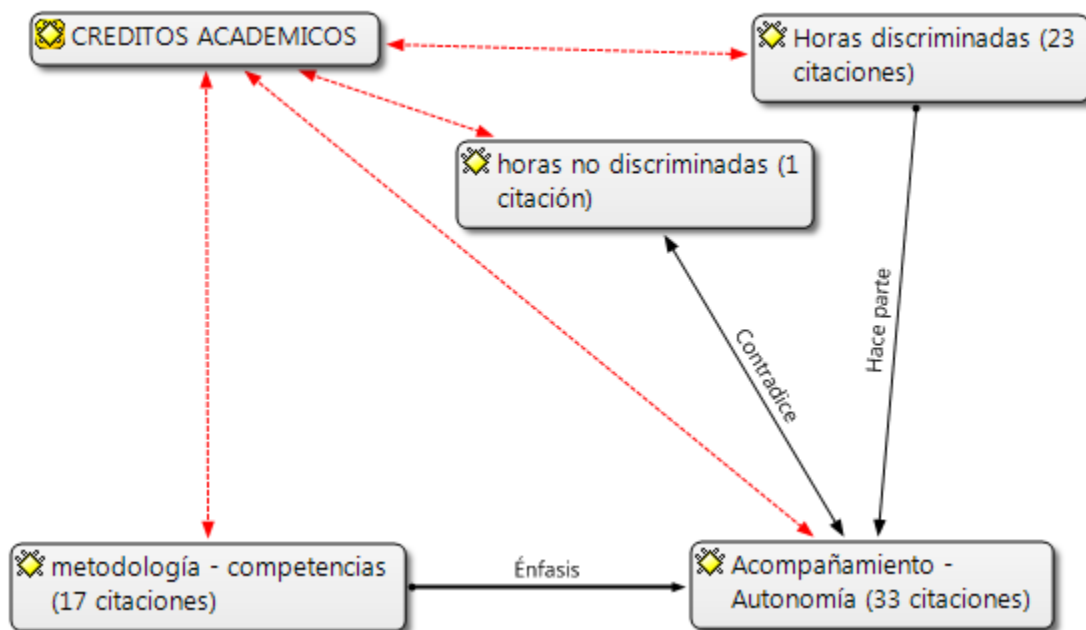 CREDITOS ACADEMICOS
Horas discriminadas (23
citaciones)
horas no discriminadas (1
citación)
Contradice
Hace parte
metodología - competencias
(17 citaciones)
Énfasis
Acompañamiento -
Autonomía (33 citaciones)